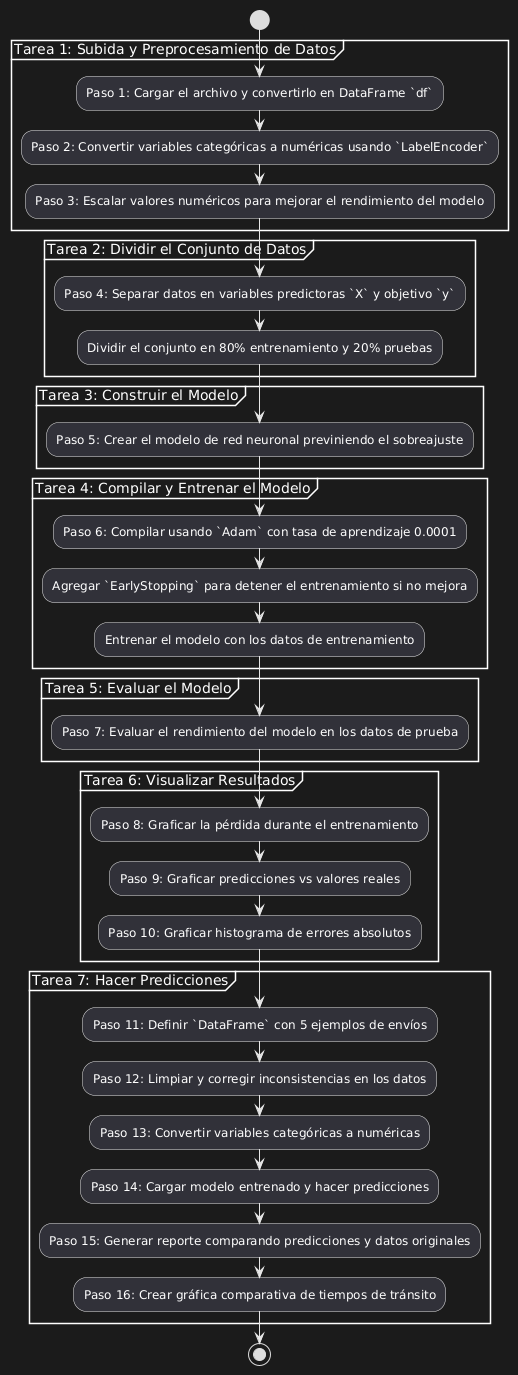 Tarea 1: Subida y Preprocesamiento de Datos
Paso 1: Cargar el archivo y convertirlo en DataFrame `df`
Paso 2: Convertir variables categóricas a numéricas usando `LabelEncoder`
Paso 3: Escalar valores numéricos para mejorar el rendimiento del modelo
Tarea 2: Dividir el Conjunto de Datos
Paso 4: Separar datos en variables predictoras `X` y objetivo `y`
Dividir el conjunto en 80% entrenamiento y 20% pruebas
Tarea 3: Construir el Modelo
Paso 5: Crear el modelo de red neuronal previniendo el sobreajuste
Tarea 4: Compilar y Entrenar el Modelo
Paso 6: Compilar usando `Adam` con tasa de aprendizaje 0.0001
Agregar `EarlyStopping` para detener el entrenamiento si no mejora
Entrenar el modelo con los datos de entrenamiento
Tarea 5: Evaluar el Modelo
Paso 7: Evaluar el rendimiento del modelo en los datos de prueba
Tarea 6: Visualizar Resultados
Paso 8: Graficar la pérdida durante el entrenamiento
Paso 9: Graficar predicciones vs valores reales
Paso 10: Graficar histograma de errores absolutos
Tarea 7: Hacer Predicciones
Paso 11: Definir `DataFrame` con 5 ejemplos de envíos
Paso 12: Limpiar y corregir inconsistencias en los datos
Paso 13: Convertir variables categóricas a numéricas
Paso 14: Cargar modelo entrenado y hacer predicciones
Paso 15: Generar reporte comparando predicciones y datos originales
Paso 16: Crear gráfica comparativa de tiempos de tránsito